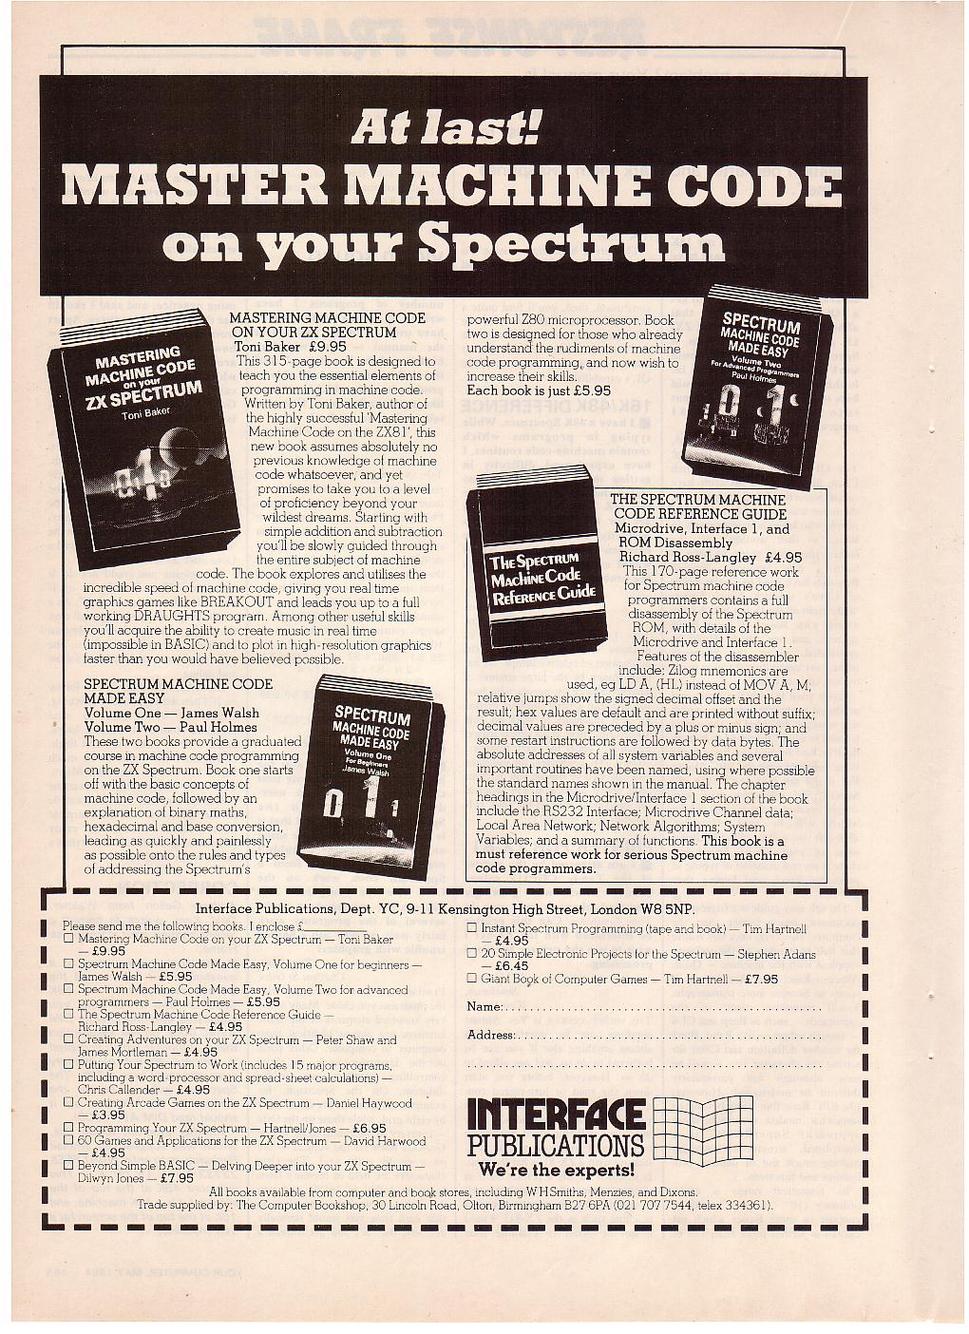 At last!
MASTER MACHINE CODE
on your Spectrum
MASTERING
MACHINE CODE
on your
ZX SPECTRUM
Toni Baker
MASTERING MACHINE CODE
ON YOUR ZX SPECTRUM
Toni Baker £9.95
This 315-page book is designed to
teach you the essential elements of
programming in machine code.
Written by Toni Baker, author of
the highly successful 'Mastering
Machine Code on the ZX81', this
new book assumes absolutely no
previous knowledge of machine
code whatsoever, and yet
promises to take you to a level
of proficiency beyond your
wildest dreams. Starting with
simple addition and subtraction
you'll be slowly guided through
the entire subject of machine
code. The book explores and utilises the
incredible speed of machine code, giving you real time
graphics games like BREAKOUT and leads you up to a full
working DRAUGHTS program. Among other useful skills
you'll acquire the ability to create music in real time
(impossible in BASIC) and to plot in high-resolution graphics
faster than you would have believed possible.
SPECTRUM MACHINE CODE
MADE EASY
Volume One — James Walsh
Volume Two — Paul Holmes
These two books provide a graduated
course in machine code programming
on the ZX Spectrum. Book one starts
off with the basic concepts of
machine code, followed by an
explanation of binary maths,
hexadecimal and base conversion,
leading as quickly and painlessly
as possible onto the rules and types
of addressing the Spectrum's
SPECTRUM
MACHINE CODE
MADE EASY
Volume One
For Beginners
James Walsh
powerful Z80 microprocessor. Book
two is designed for those who already
understand the rudiments of machine
code programming, and now wish to
increase their skills.
Each book is just £5.95
SPECTRUM
MACHINE CODE
MADE EASY
Volume Two
For Advanced Programmers
Paul Holmes
The Spectrum
Machine Code
Reference Guide
THE SPECTRUM MACHINE
CODE REFERENCE GUIDE
Microdrive, Interface 1, and
ROM Disassembly
Richard Ross-Langley £4.95
This 170-page reference work
for Spectrum machine code
programmers contains a full
disassembly of the Spectrum
ROM, with details of the
Microdrive and Interface 1.
Features of the disassembler
include: Zilog mnemonics are
used, eg LD A, (HL) instead of MOV A, M;
relative jumps show the signed decimal offset and the
result; hex values are default and are printed without suffix;
decimal values are preceded by a plus or minus sign; and
some restart instructions are followed by data bytes. The
absolute addresses of all system variables and several
important routines have been named, using where possible
the standard names shown in the manual. The chapter
headings in the Microdrive/Interface 1 section of the book
include the RS232 Interface; Microdrive Channel data;
Local Area Network; Network Algorithms; System
Variables; and a summary of functions. This book is a
must reference work for serious Spectrum machine
code programmers.
Interface Publications, Dept. YC, 9-11 Kensington High Street, London W8 5NP.
Please send me the following books. I enclose £
☐ Mastering Machine Code on your ZX Spectrum — Toni Baker
— £9.95
☐ Spectrum Machine Code Made Easy, Volume One for beginners —
James Walsh — £5.95
☐ Spectrum Machine Code Made Easy, Volume Two for advanced
programmers — Paul Holmes — £5.95
☐ The Spectrum Machine Code Reference Guide —
Richard Ross-Langley — £4.95
☐ Creating Adventures on your ZX Spectrum — Peter Shaw and
James Mortleman — £4.95
☐ Putting Your Spectrum to Work (includes 15 major programs,
including a word-processor and spread-sheet calculations) —
Chris Callender — £4.95
☐ Creating Arcade Games on the ZX Spectrum — Daniel Haywood
— £3.95
☐ Programming Your ZX Spectrum — Hartnell/Jones — £6.95
☐ 60 Games and Applications for the ZX Spectrum — David Harwood
— £4.95
☐ Beyond Simple BASIC — Delving Deeper into your ZX Spectrum —
Dilwyn Jones — £7.95
☐ Instant Spectrum Programming (tape and book) — Tim Hartnell
— £4.95
☐ 20 Simple Electronic Projects for the Spectrum — Stephen Adams
— £6.45
☐ Giant Book of Computer Games — Tim Hartnell — £7.95
Name:
Address:
INTERFACE
PUBLICATIONS
We're the experts!
All books available from computer and book stores, including W H Smiths, Menzies, and Dixons.
Trade supplied by: The Computer Bookshop, 30 Lincoln Road, Olton, Birmingham B27 6PA (021 707 7544, telex 334361).